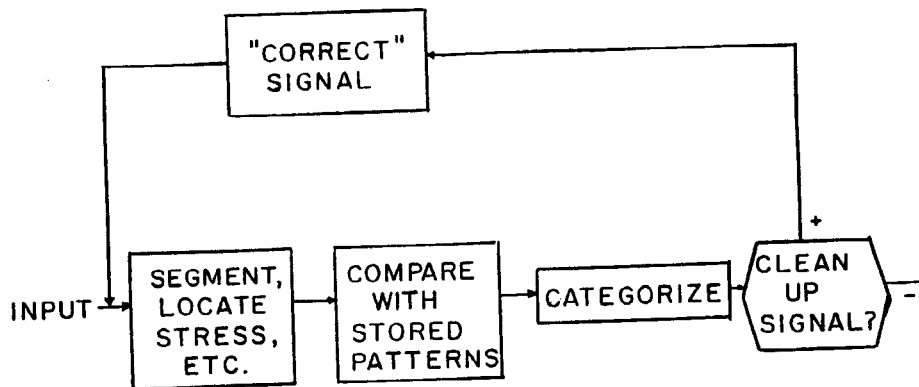 "CORRECT"
SIGNAL
+
INPUT
SEGMENT,
LOCATE
STRESS,
ETC.
COMPARE
WITH
STORED
PATTERNS
CATEGORIZE
CLEAN
UP
SIGNAL?
-